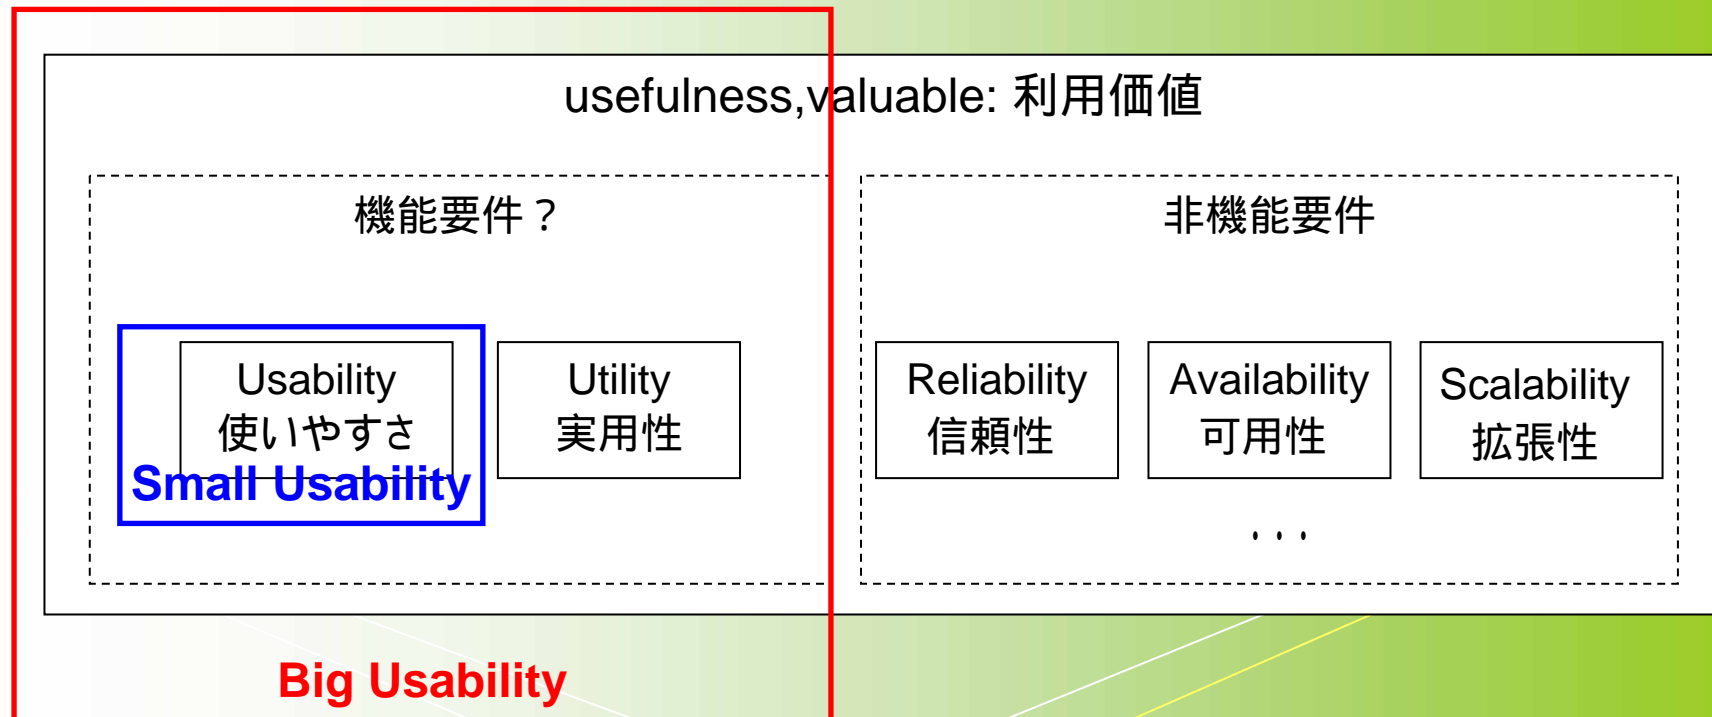 usefulness,valuable: 利用価値
機能要件？
非機能要件
Usability
使いやすさ
Small Usability
Utility
実用性
Reliability
信頼性
Availability
可用性
Scalability
拡張性
・・・
Big Usability